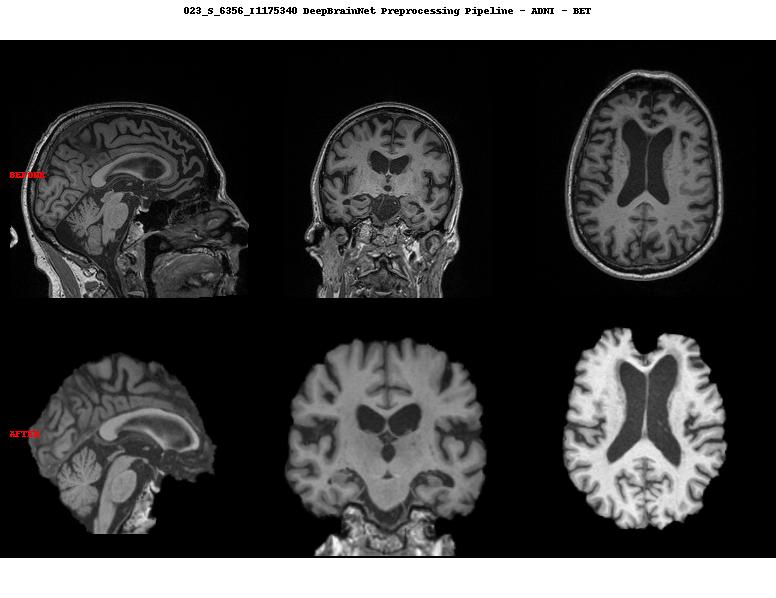 023_S_6356_I1175340 DeepBrainNet Preprocessing Pipeline - ADNI - BET
BEFORE
AFTER